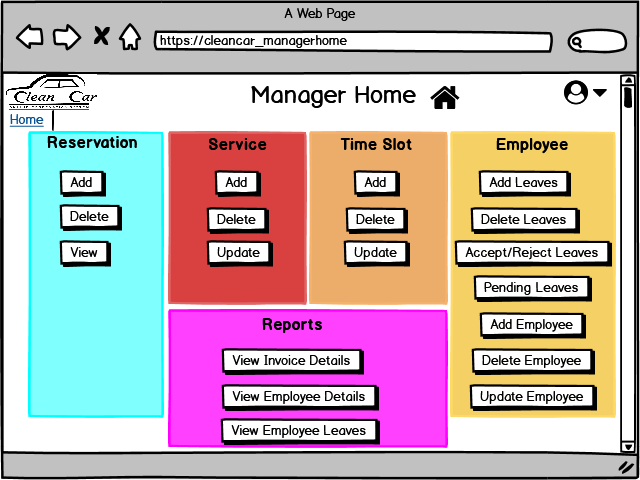 A Web Page
https://cleancar_managerhome
Clean Car
Manager Home
Home
Reservation
Add
Delete
View
Service
Add
Delete
Update
Time Slot
Add
Delete
Update
Employee
Add Leaves
Delete Leaves
Accept/Reject Leaves
Pending Leaves
Add Employee
Delete Employee
Update Employee
Reports
View Invoice Details
View Employee Details
View Employee Leaves